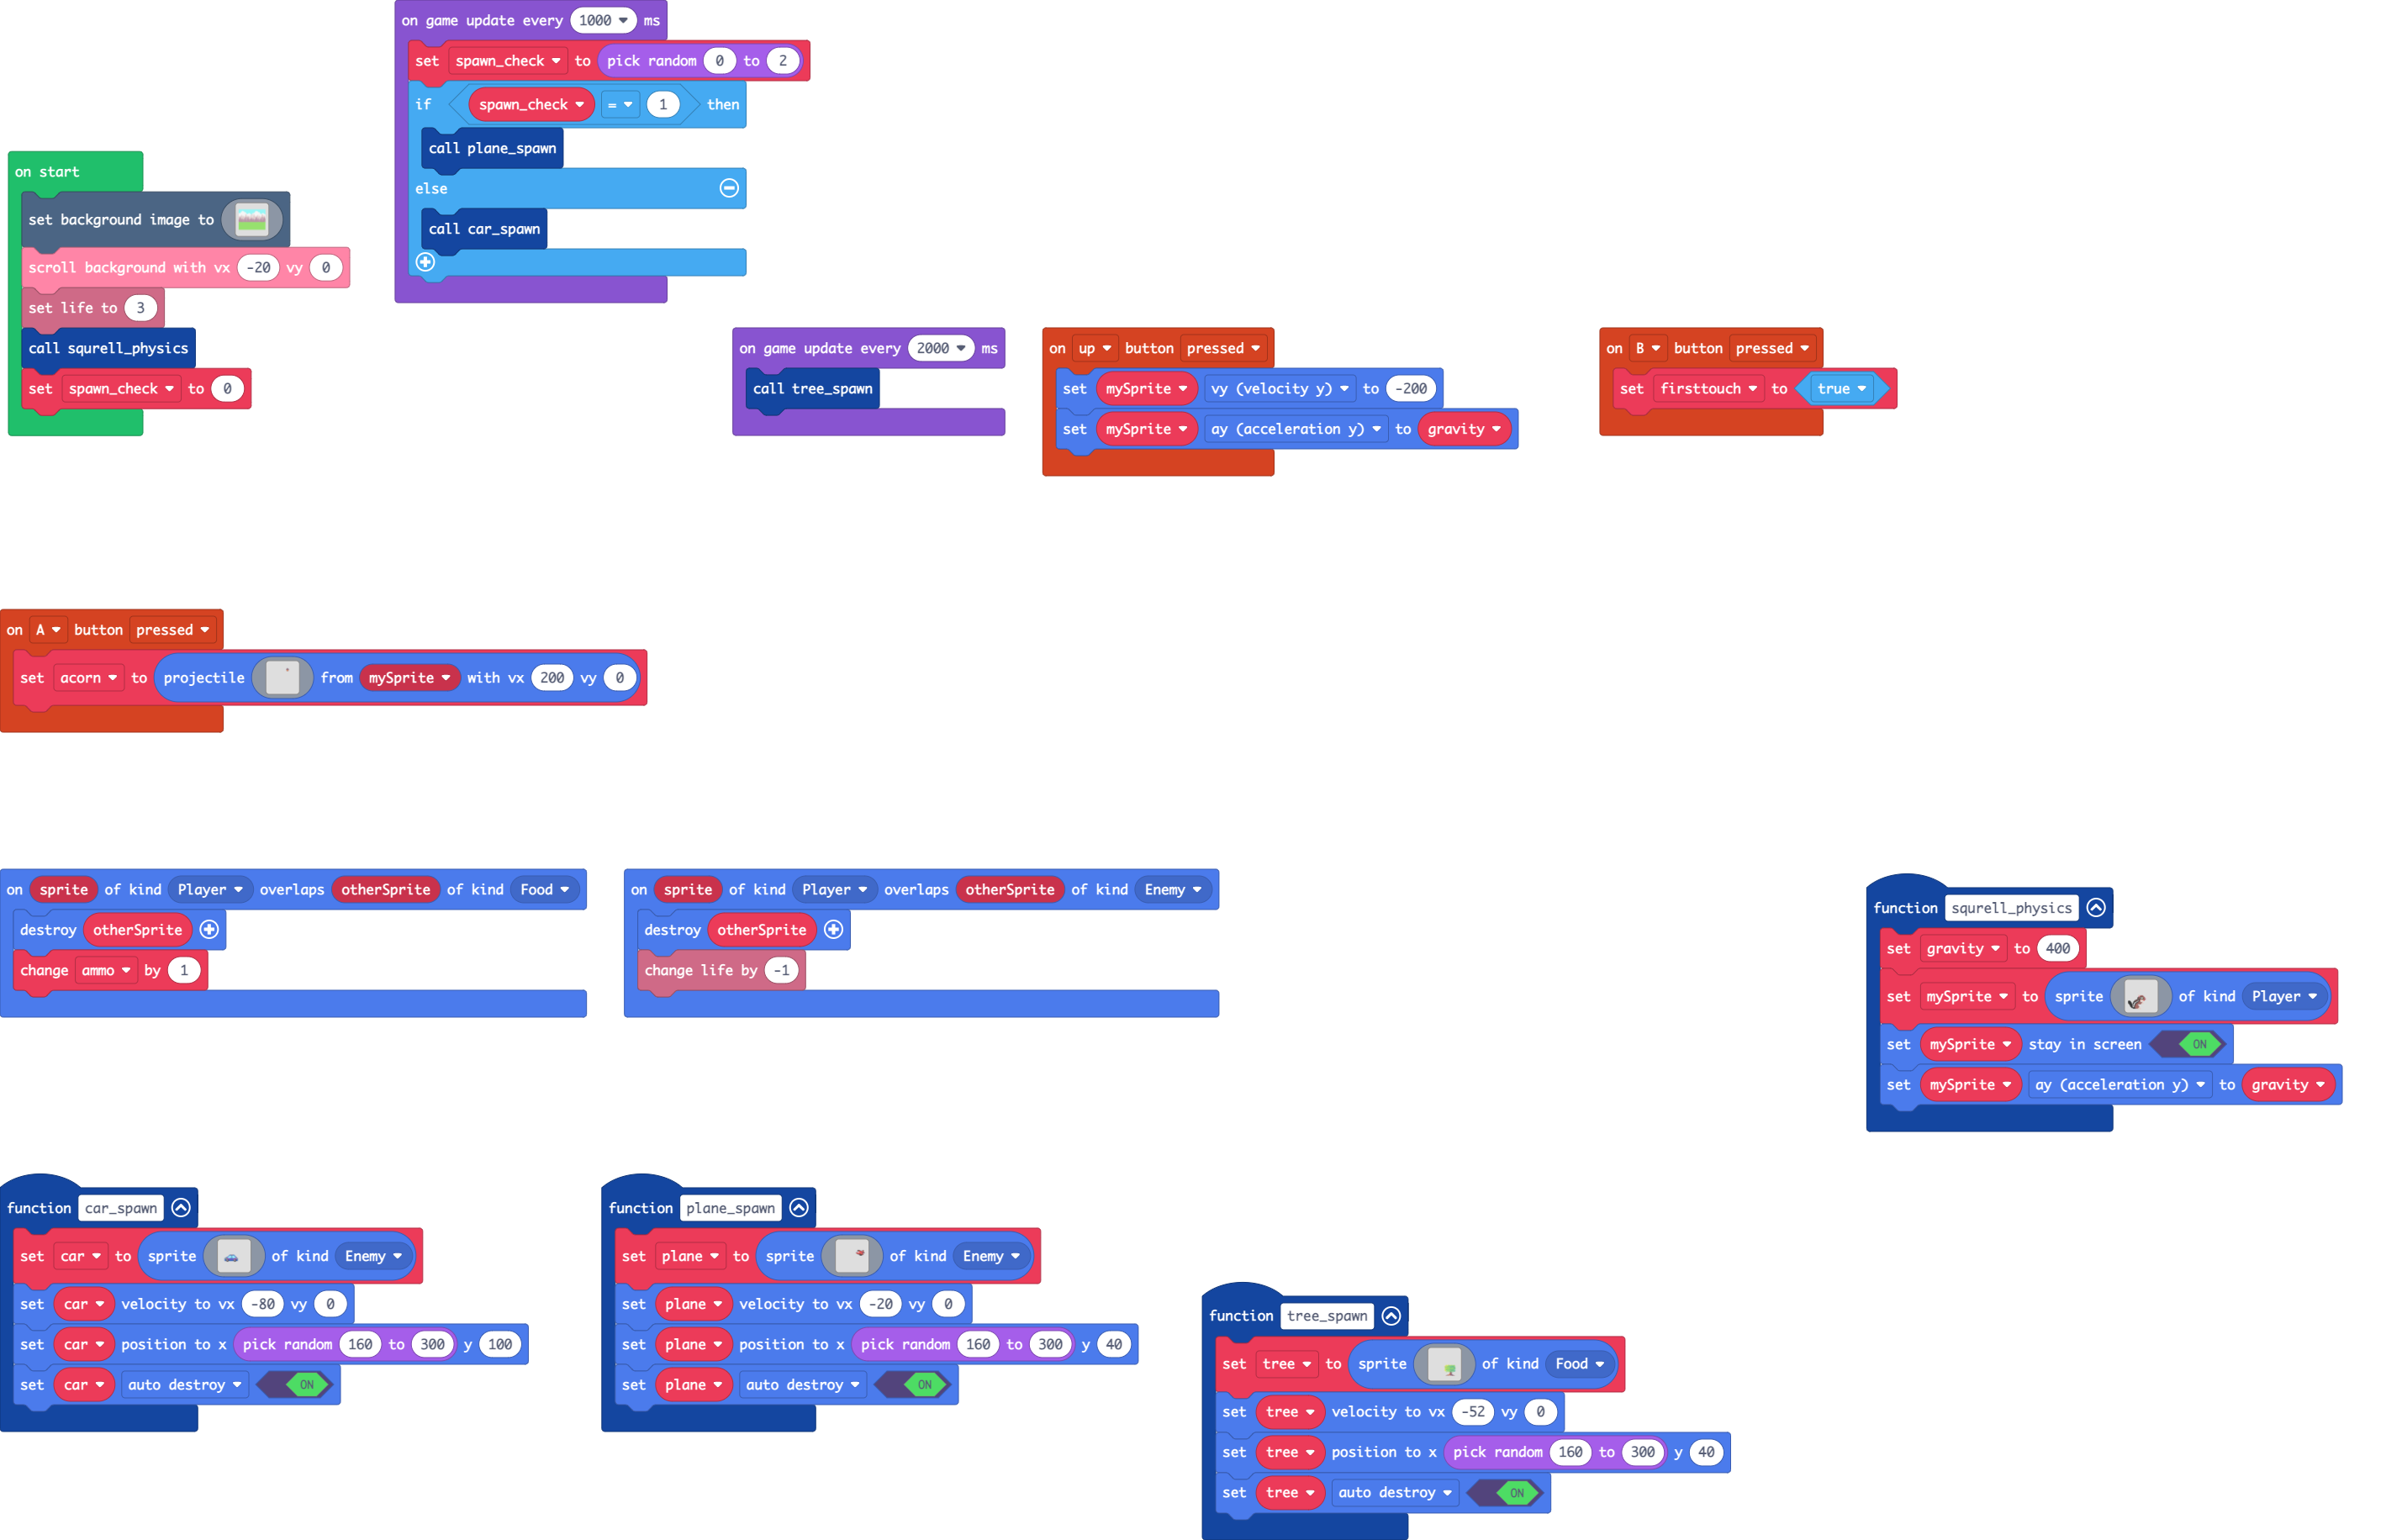 on start
set background image to
scroll background with vx -20 vy 0
set life to 3
call squrell_physics
set spawn_check to 0
on game update every 1000 ms
set spawn_check to pick random 0 to 2
if spawn_check = 1 then
call plane_spawn
else
call car_spawn
on game update every 2000 ms
call tree_spawn
on up button pressed
set mySprite vy (velocity y) to -200
set mySprite ay (acceleration y) to gravity
on B button pressed
set firsttouch to true
on A button pressed
set acorn to projectile from mySprite with vx 200 vy 0
on sprite of kind Player overlaps otherSprite of kind Food
destroy otherSprite
change ammo by 1
on sprite of kind Player overlaps otherSprite of kind Enemy
destroy otherSprite
change life by -1
function squrell_physics
set gravity to 400
set mySprite to sprite of kind Player
set mySprite stay in screen ON
set mySprite ay (acceleration y) to gravity
function car_spawn
set car to sprite of kind Enemy
set car velocity to vx -80 vy 0
set car position to x pick random 160 to 300 y 100
set car auto destroy ON
function plane_spawn
set plane to sprite of kind Enemy
set plane velocity to vx -20 vy 0
set plane position to x pick random 160 to 300 y 40
set plane auto destroy ON
function tree_spawn
set tree to sprite of kind Food
set tree velocity to vx -52 vy 0
set tree position to x pick random 160 to 300 y 40
set tree auto destroy ON